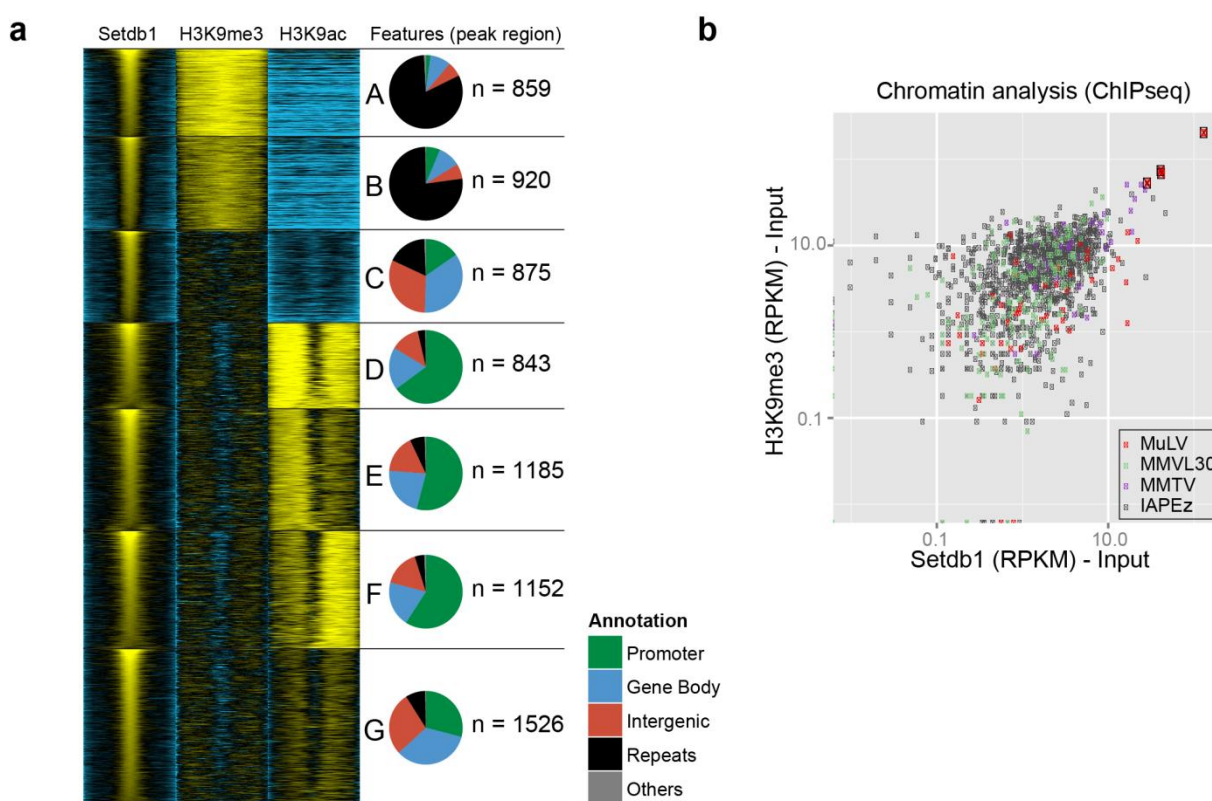 a
Setdb1 H3K9me3 H3K9ac Features (peak region)
A n = 859
B n = 920
C n = 875
D n = 843
E n = 1185
F n = 1152
G n = 1526
Annotation
Promoter
Gene Body
Intergenic
Repeats
Others
b
Chromatin analysis (ChIPseq)
H3K9me3 (RPKM) - Input
10.0
0.1
MuLV
MMVL30
MMTV
IAPEz
0.1 10.0
Setdb1 (RPKM) - Input